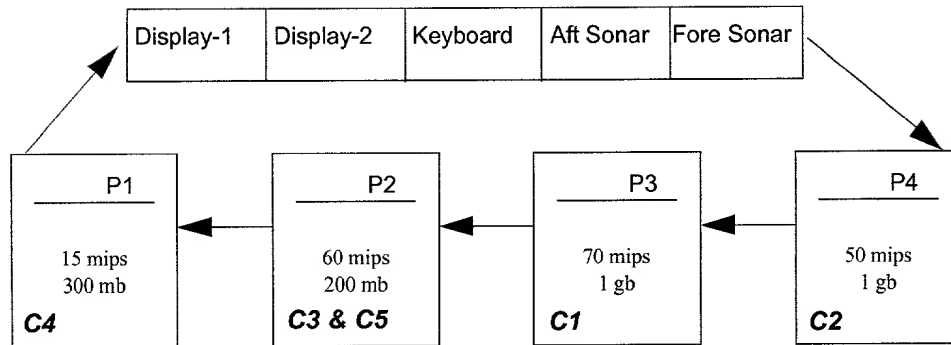 Display-1 Display-2 Keyboard Aft Sonar Fore Sonar
P1
15 mips
300 mb
C4
P2
60 mips
200 mb
C3 & C5
P3
70 mips
1 gb
C1
P4
50 mips
1 gb
C2